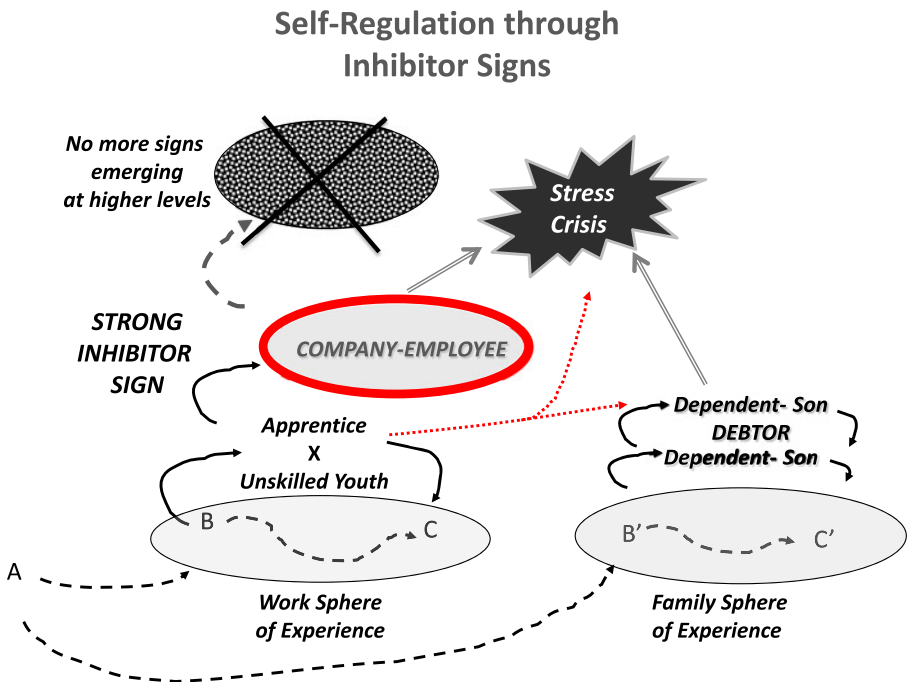 Self-Regulation through
Inhibitor Signs
No more signs
emerging
at higher levels
Stress
Crisis
STRONG
INHIBITOR
SIGN
COMPANY-EMPLOYEE
Apprentice
X
Unskilled Youth
Dependent- Son
DEBTOR
Dependent- Son
B
C
B’
C’
A
Work Sphere
of Experience
Family Sphere
of Experience